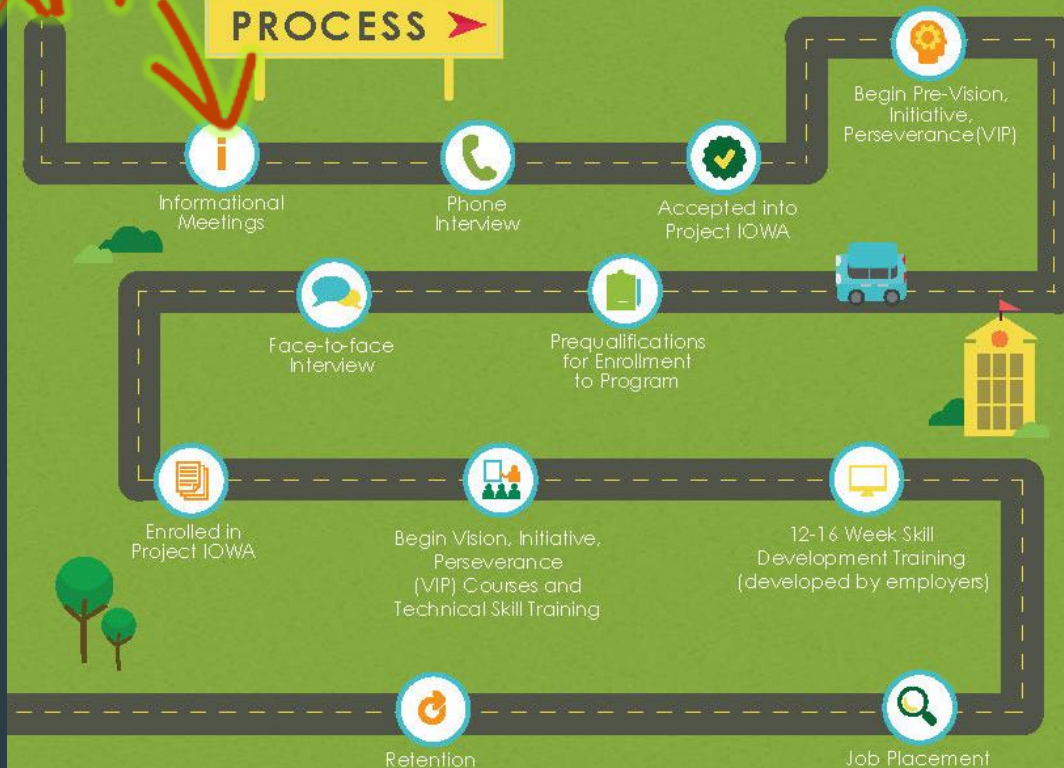 PROCESS
Begin Pre-Vision,
Initiative,
Perseverance(VIP)
i
Informational
Meetings
Phone
Interview
Accepted into
Project IOWA
Face-to-face
Interview
Prequalifications
for Enrollment
to Program
Enrolled in
Project IOWA
Begin Vision, Initiative,
Perseverance
(VIP) Courses and
Technical Skill Training
12-16 Week Skill
Development Training
(developed by employers)
Retention
Job Placement